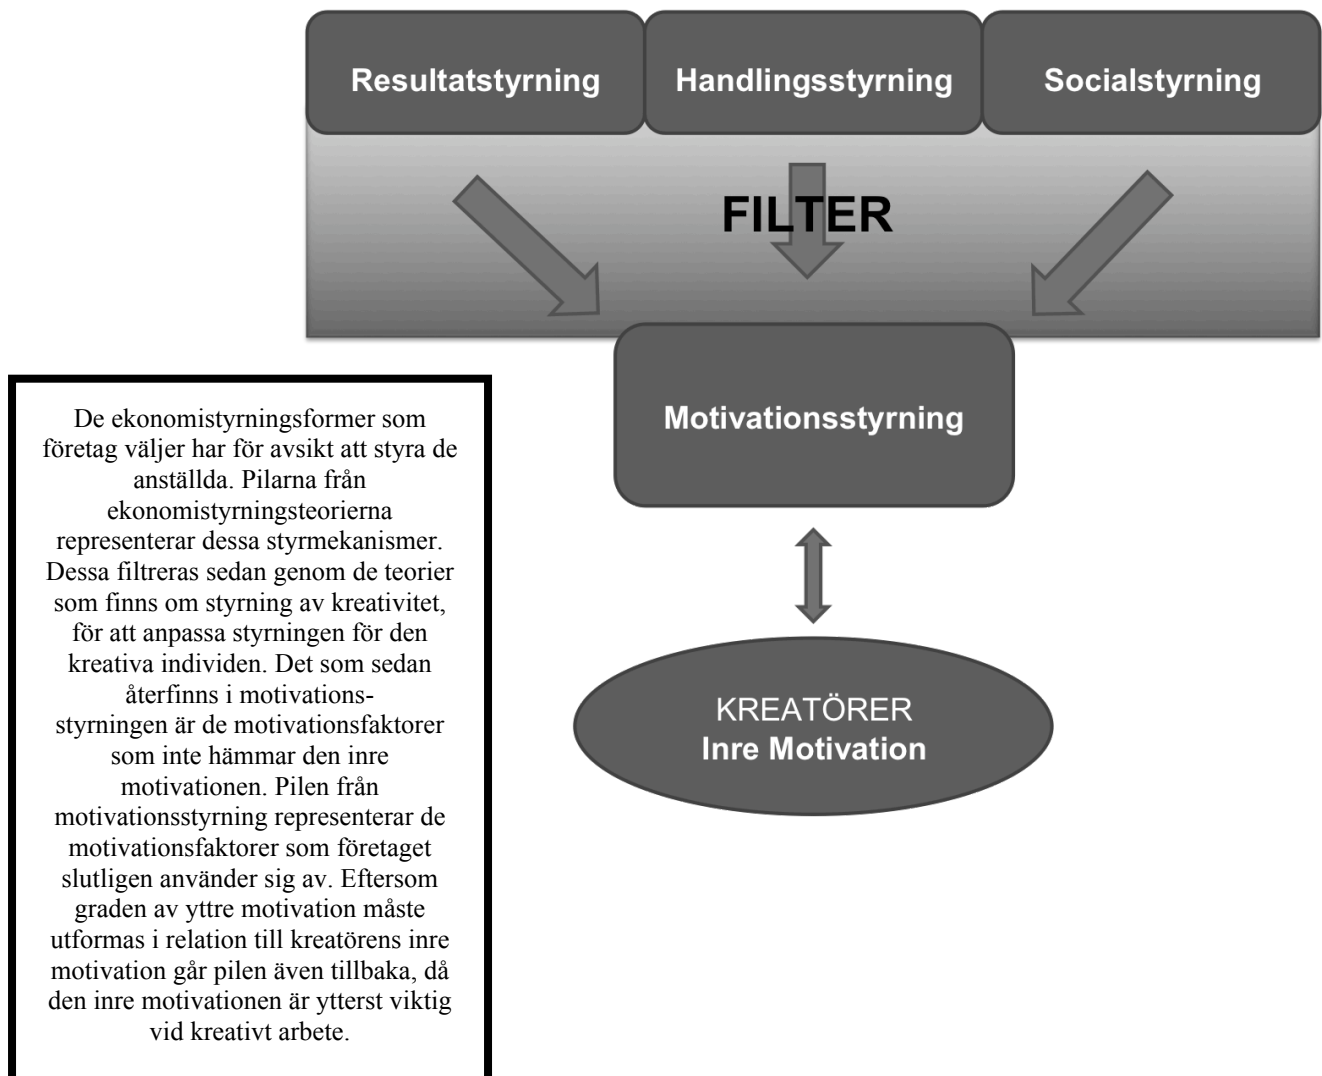 Resultatstyrning
Handlingsstyrning
Socialstyrning
FILTER
Motivationsstyrning
De ekonomistyrningsformer som
företag väljer har för avsikt att styra de
anställda. Pilarna från
ekonomistyrningsteorierna
representerar dessa styrmekanismer.
Dessa filtreras sedan genom de teorier
som finns om styrning av kreativitet,
för att anpassa styrningen för den
kreativa individen. Det som sedan
återfinns i motivations-
styrningen är de motivationsfaktorer
som inte hämmar den inre
motivationen. Pilen från
motivationsstyrning representerar de
motivationsfaktorer som företaget
slutligen använder sig av. Eftersom
graden av yttre motivation måste
utformas i relation till kreatörens inre
motivation går pilen även tillbaka, då
den inre motivationen är ytterst viktig
vid kreativt arbete.
KREATÖRER
Inre Motivation